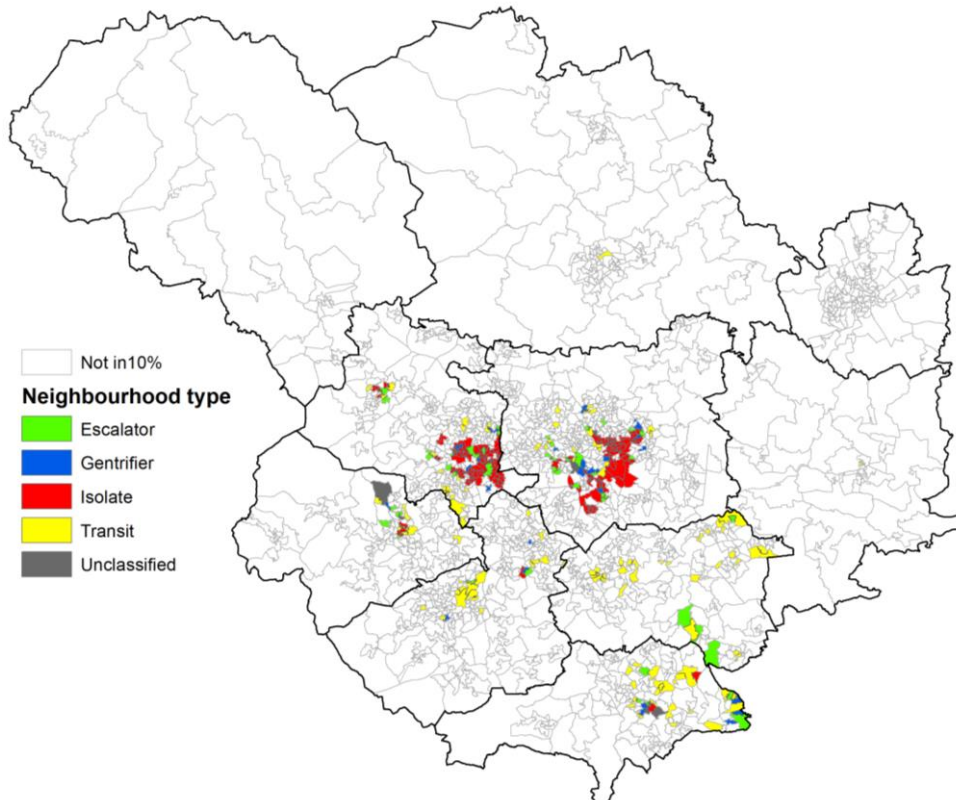 Not in10%
Neighbourhood type
Escalator
Gentrifier
Isolate
Transit
Unclassified